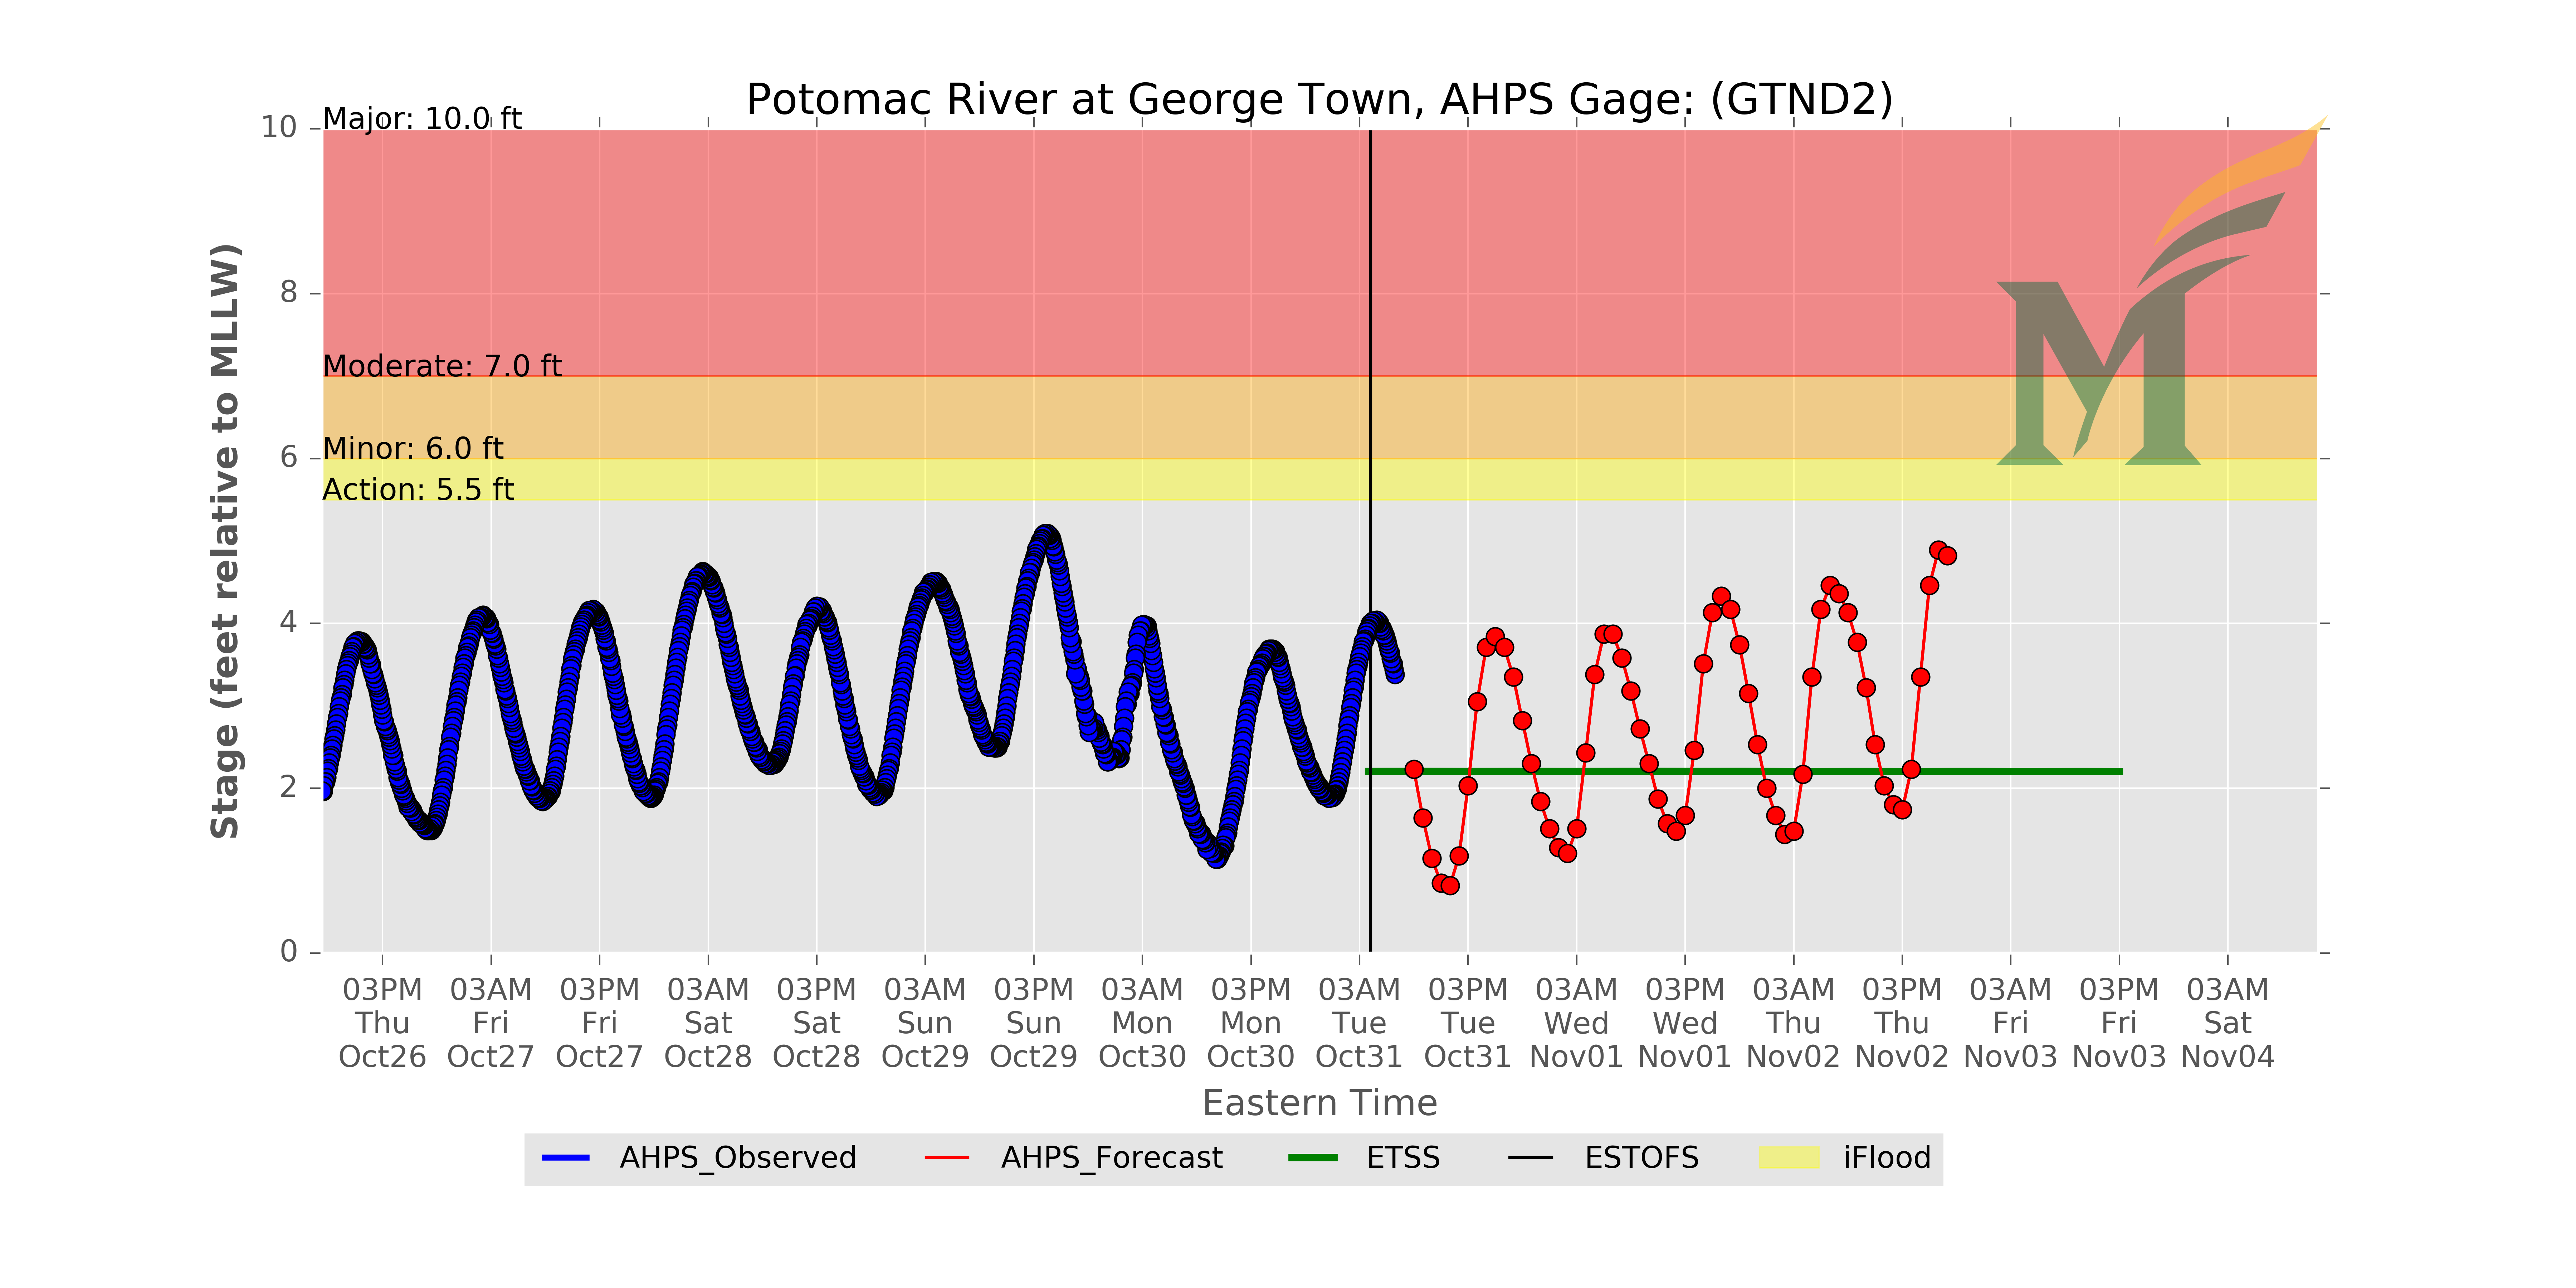 Potomac River at George Town, AHPS Gage: (GTND2)
Major: 10.0 ft
Moderate: 7.0 ft
Minor: 6.0 ft
Action: 5.5 ft
Stage (feet relative to MLLW)
10
8
6
4
2
0
03PM Thu Oct26
03AM Fri Oct27
03PM Fri Oct27
03AM Sat Oct28
03PM Sat Oct28
03AM Sun Oct29
03PM Sun Oct29
03AM Mon Oct30
03PM Mon Oct30
03AM Tue Oct31
03PM Tue Oct31
03AM Wed Nov01
03PM Wed Nov01
03AM Thu Nov02
03PM Thu Nov02
03AM Fri Nov03
03PM Fri Nov03
03AM Sat Nov04
Eastern Time
AHPS_Observed
AHPS_Forecast
ETSS
ESTOFS
iFlood
M